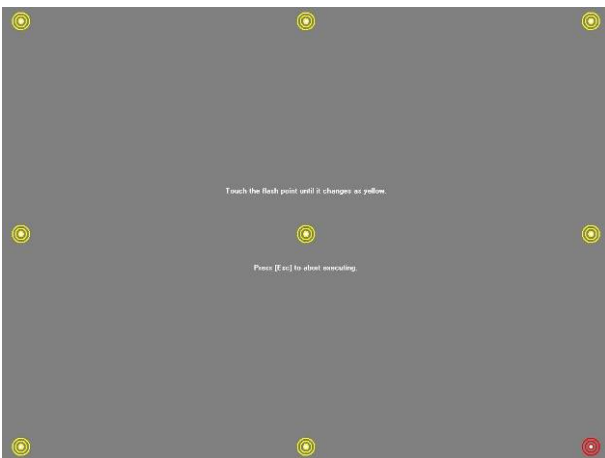 Touch the flash point until it changes as yellow.
Press [Esc] to abort executing.